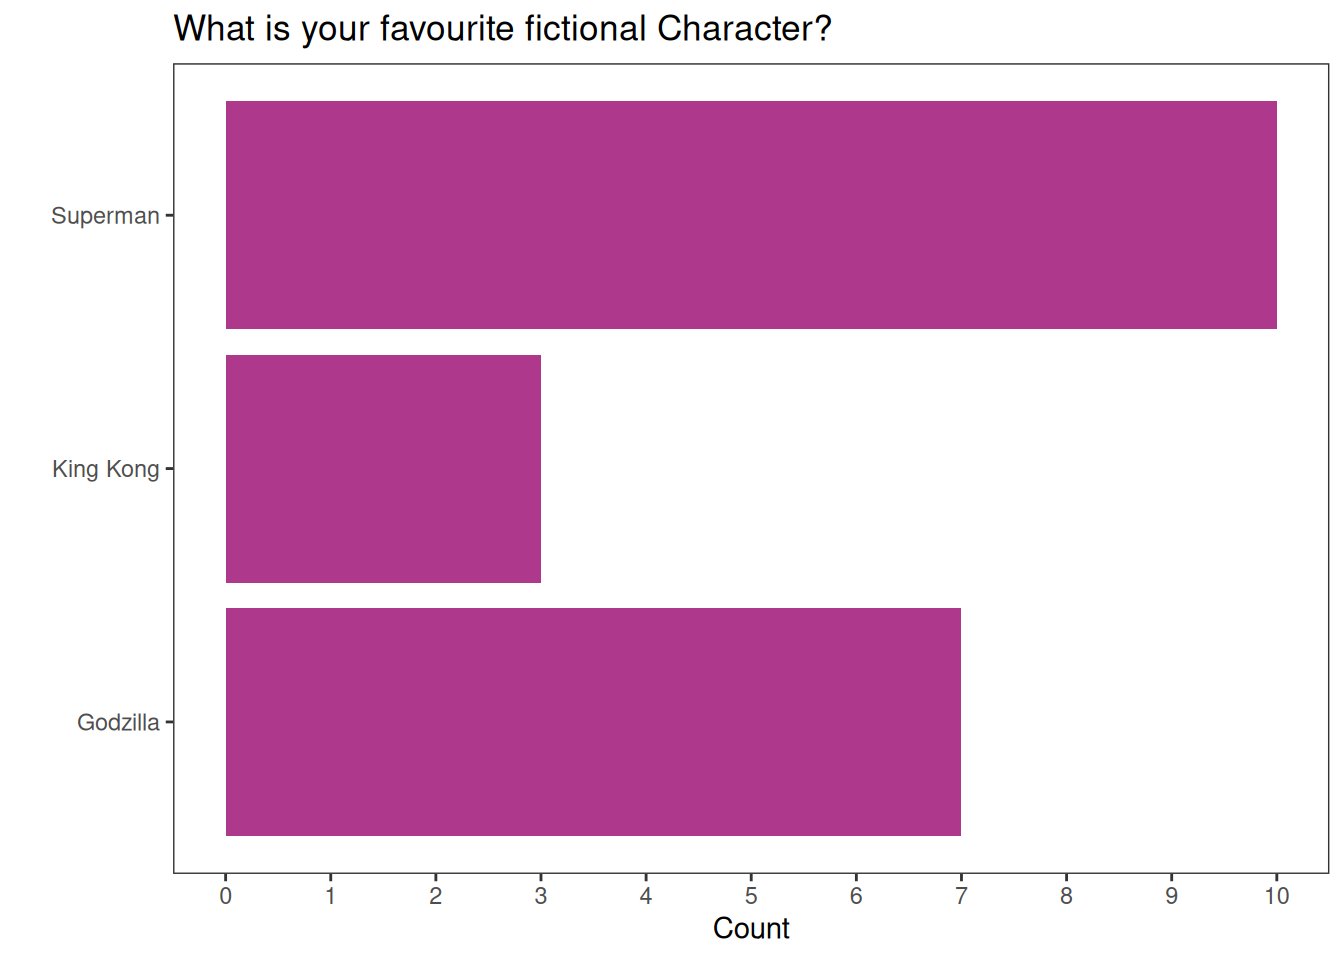 What is your favourite fictional Character?
Superman
King Kong
Godzilla
0 1 2 3 4 5 6 7 8 9 10
Count